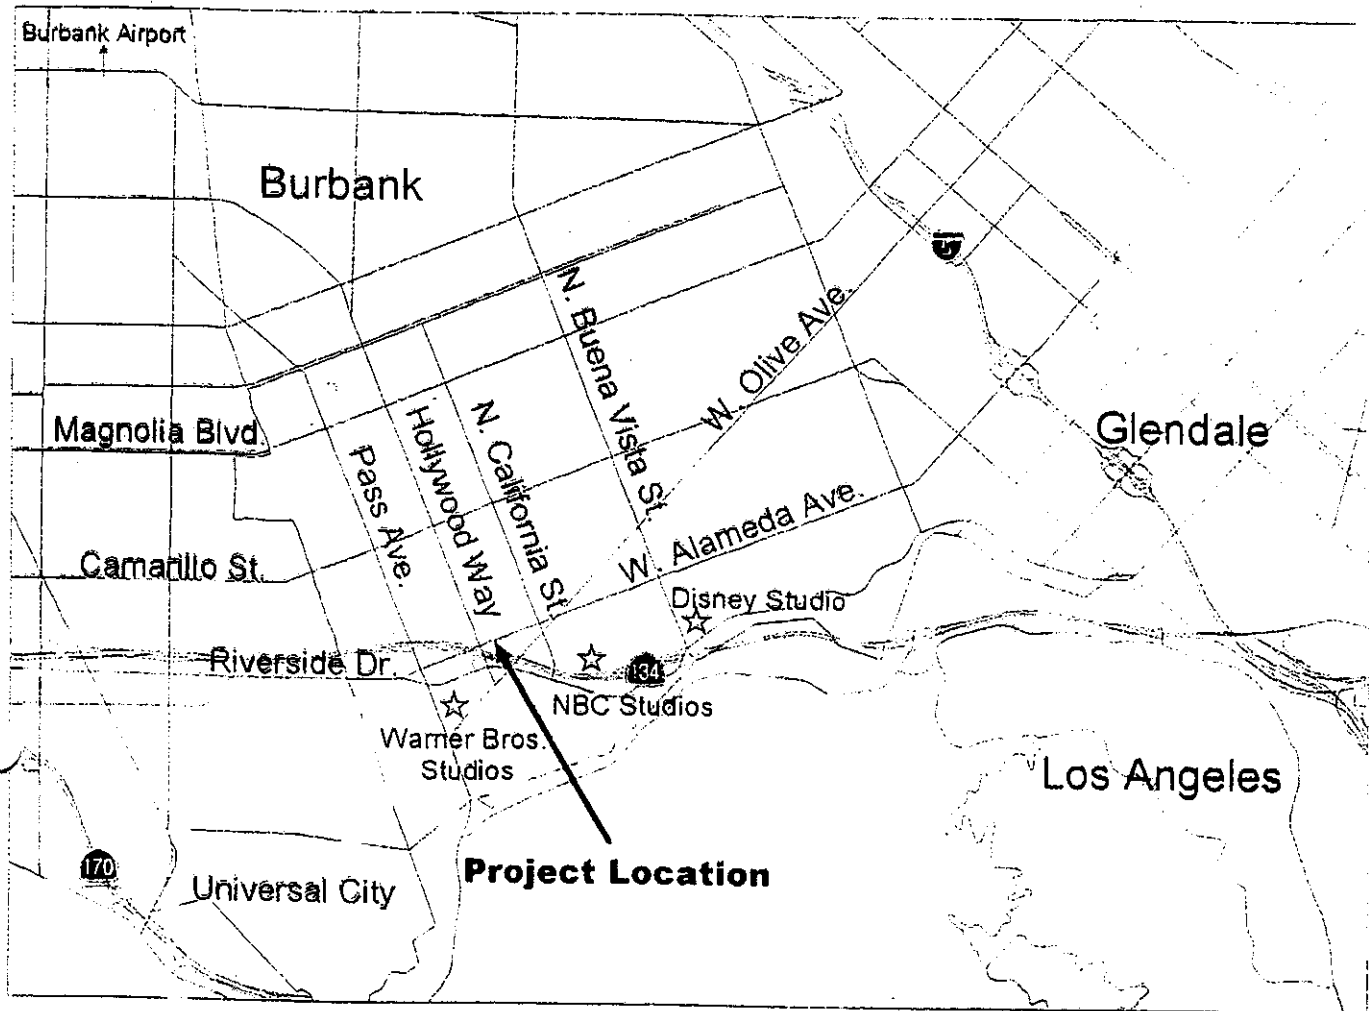 Burbank Airport
Burbank
5
N. Buena Vista St.
W. Olive Ave.
Magnolia Blvd.
Glendale
Pass Ave.
Hollywood Way
N. California St.
W. Alameda Ave.
Camarillo St.
Disney Studio
Riverside Dr.
134
NBC Studios
Warner Bros.
Studios
Los Angeles
170
Universal City
Project Location